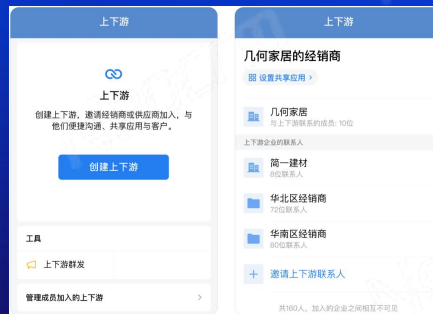 上下游
上下游
创建上下游，邀请经销商或供应商加入，与
他们便捷沟通、共享应用与客户。
创建上下游
工具
上下游群发
管理成员加入的上下游
上下游
几何家居的经销商
设置共享应用
几何家居
与上下游联系的成员: 10位
上下游企业的联系人
简一建材
8位联系人
华北区经销商
72位联系人
华南区经销商
80位联系人
邀请上下游联系人
共160人，加入的企业之间相互不可见